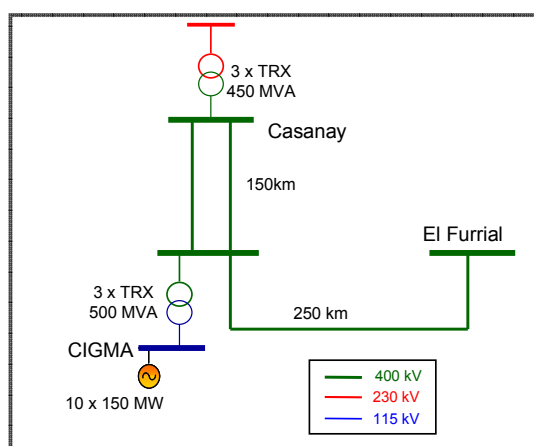 3 x TRX
450 MVA
Casanay
150km
El Furrial
3 x TRX
500 MVA
250 km
CIGMA
10 x 150 MW
400 kV
230 kV
115 kV